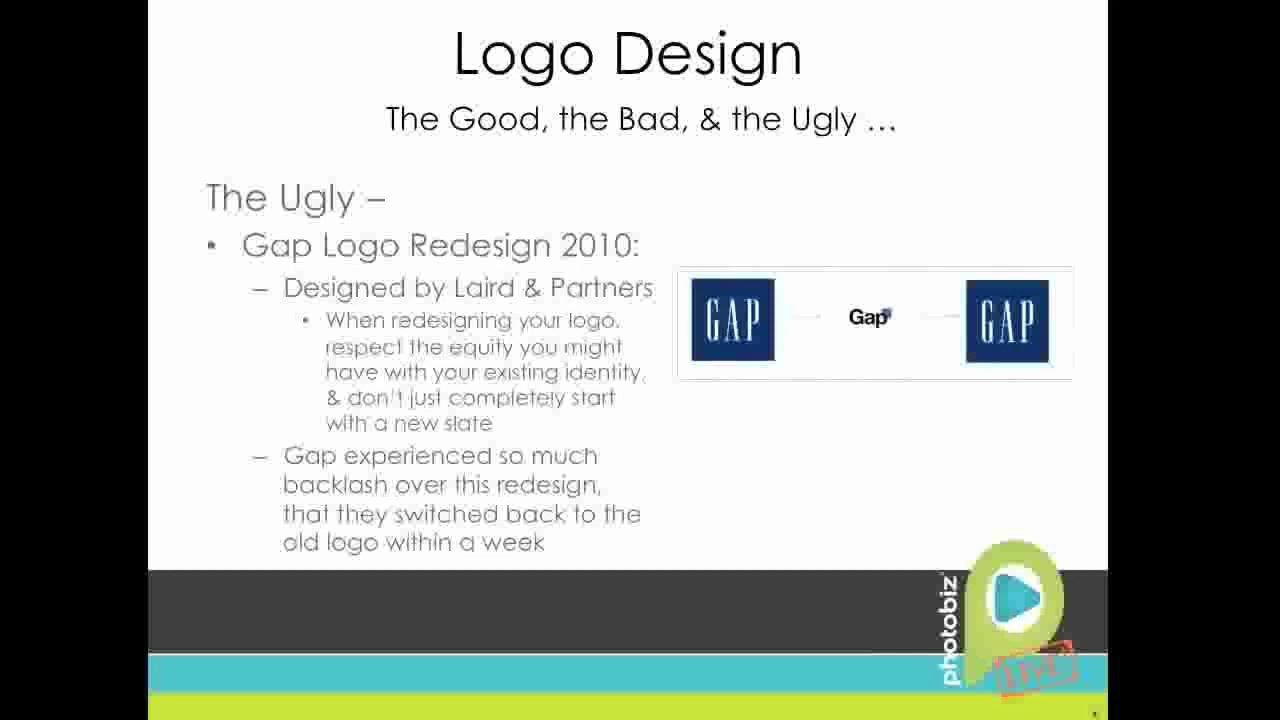 Logo Design
The Good, the Bad, & the Ugly …
The Ugly –
• Gap Logo Redesign 2010:
– Designed by Laird & Partners
• When redesigning your logo,
respect the equity you might
have with your existing identity,
& don't just completely start
with a new slate
– Gap experienced so much
backlash over this redesign,
that they switched back to the
old logo within a week
GAP
Gap
GAP
photobiz
LIVE